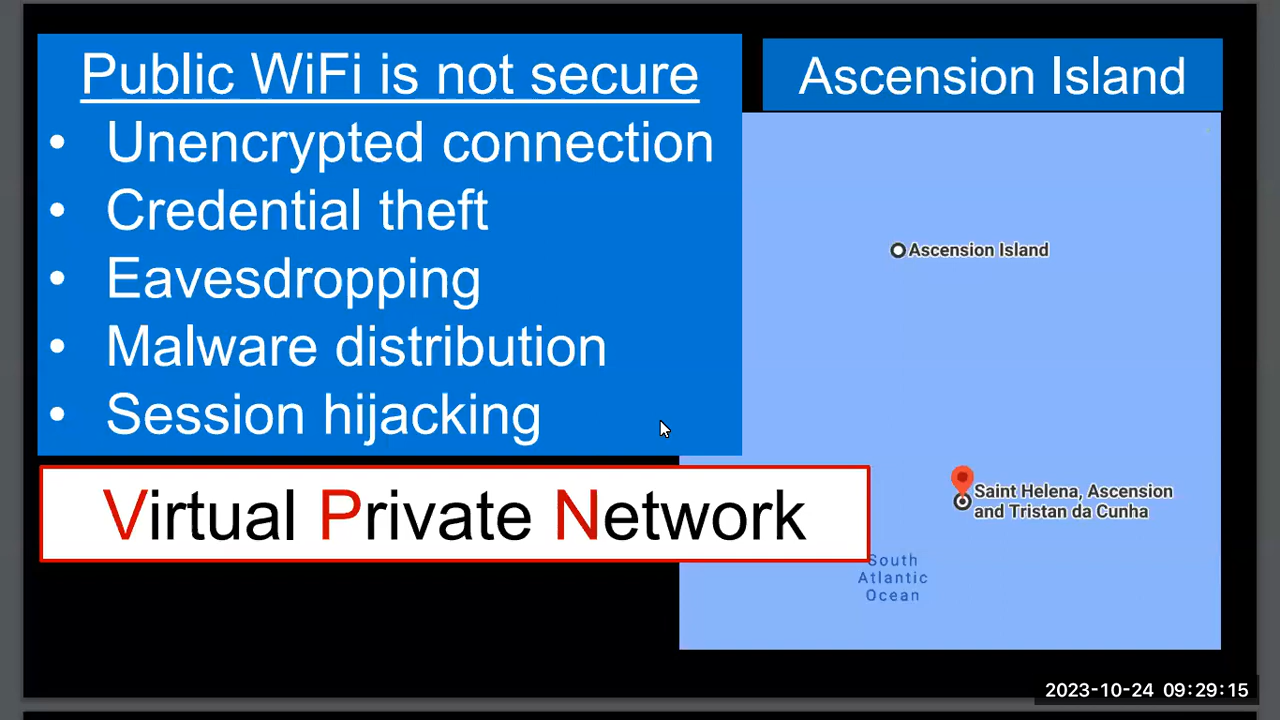 Public WiFi is not secure
• Unencrypted connection
• Credential theft
• Eavesdropping
• Malware distribution
• Session hijacking
Virtual Private Network
Ascension Island
Ascension Island
Saint Helena, Ascension
and Tristan da Cunha
South
Atlantic
Ocean
2023-10-24 09:29:15